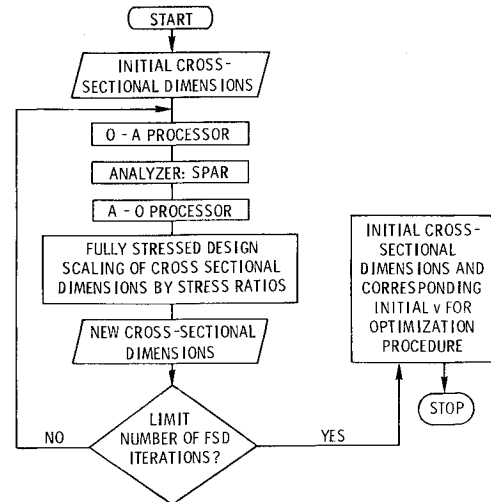 START
INITIAL CROSS-
SECTIONAL DIMENSIONS
O - A PROCESSOR
ANALYZER: SPAR
A - O PROCESSOR
FULLY STRESSED DESIGN
SCALING OF CROSS SECTIONAL
DIMENSIONS BY STRESS RATIOS
NEW CROSS-SECTIONAL
DIMENSIONS
LIMIT
NUMBER OF FSD
ITERATIONS?
NO
YES
INITIAL CROSS-
SECTIONAL
DIMENSIONS AND
CORRESPONDING
INITIAL v FOR
OPTIMIZATION
PROCEDURE
STOP